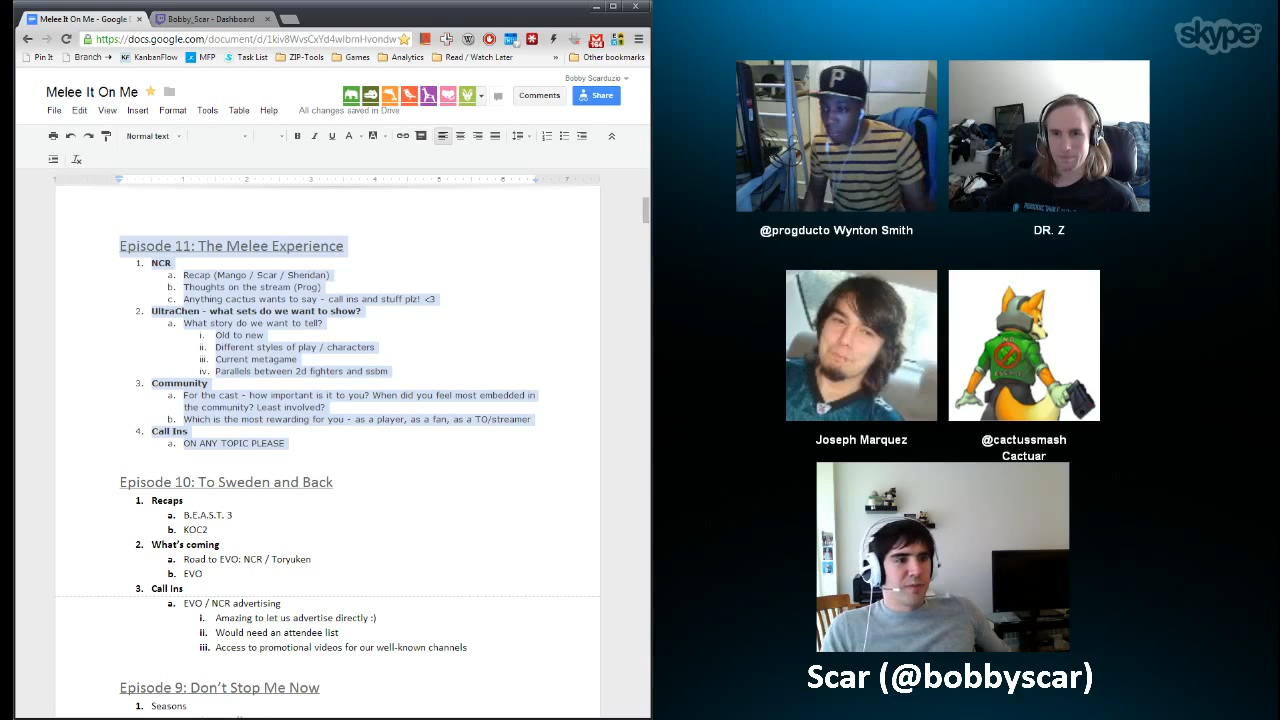 Melee It On Me - Google D
Bobby_Scar - Dashboard
https://docs.google.com/document/d/1kiv8WvsCxYd4wIbrnHvondw
Pin It
Branch
KanbanFlow
MFP
Task List
ZIP-Tools
Games
Analytics
Read / Watch Later
»
Other bookmarks
Bobby Scarduzio
Melee It On Me
Comments
Share
File Edit View Insert Format Tools Table Help All changes saved in Drive
Normal text
B I U A A
1 1 2 3 4 5 6 7
Episode 11: The Melee Experience
1. NCR
a. Recap (Mango / Scar / Shendan)
b. Thoughts on the stream (Prog)
c. Anything cactus wants to say - call ins and stuff plz! <3
2. UltraChen - what sets do we want to show?
a. What story do we want to tell?
i. Old to new
ii. Different styles of play / characters
iii. Current metagame
iv. Parallels between 2d fighters and ssbm
3. Community
a. For the cast - how important is it to you? When did you feel most embedded in
the community? Least involved?
b. Which is the most rewarding for you - as a player, as a fan, as a TO/streamer
4. Call Ins
a. ON ANY TOPIC PLEASE
Episode 10: To Sweden and Back
1. Recaps
a. B.E.A.S.T. 3
b. KOC2
2. What's coming
a. Road to EVO: NCR / Toryuken
b. EVO
3. Call Ins
a. EVO / NCR advertising
i. Amazing to let us advertise directly :)
ii. Would need an attendee list
iii. Access to promotional videos for our well-known channels
Episode 9: Don't Stop Me Now
1. Seasons
skype
P
@progducto Wynton Smith
DR. Z
Joseph Marquez
@cactussmash
Cactuar
Scar (@bobbyscar)